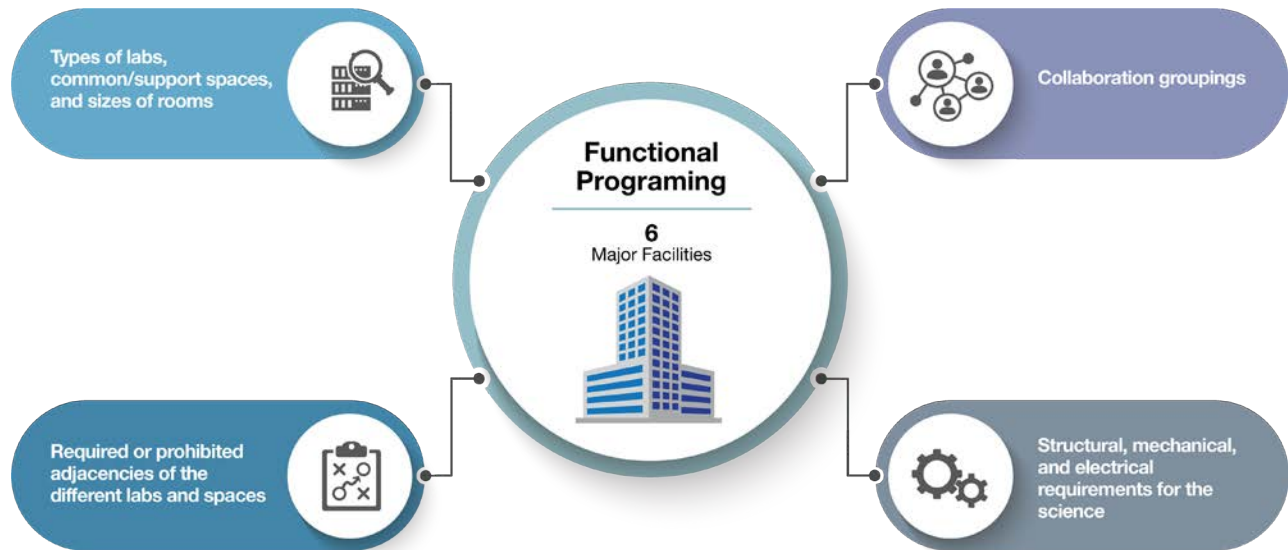 Types of labs,
common/support spaces,
and sizes of rooms
Collaboration groupings
Functional
Programing
6
Major Facilities
Required or prohibited
adjacencies of the
different labs and spaces
Structural, mechanical,
and electrical
requirements for the
science